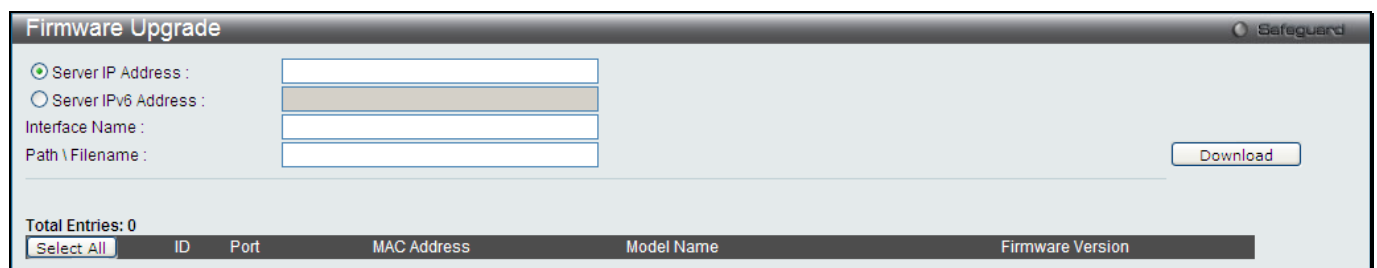 Firmware Upgrade
Safeguard
Server IP Address :
Server IPv6 Address :
Interface Name :
Path \ Filename :
Download
Total Entries: 0
Select All ID Port MAC Address Model Name Firmware Version